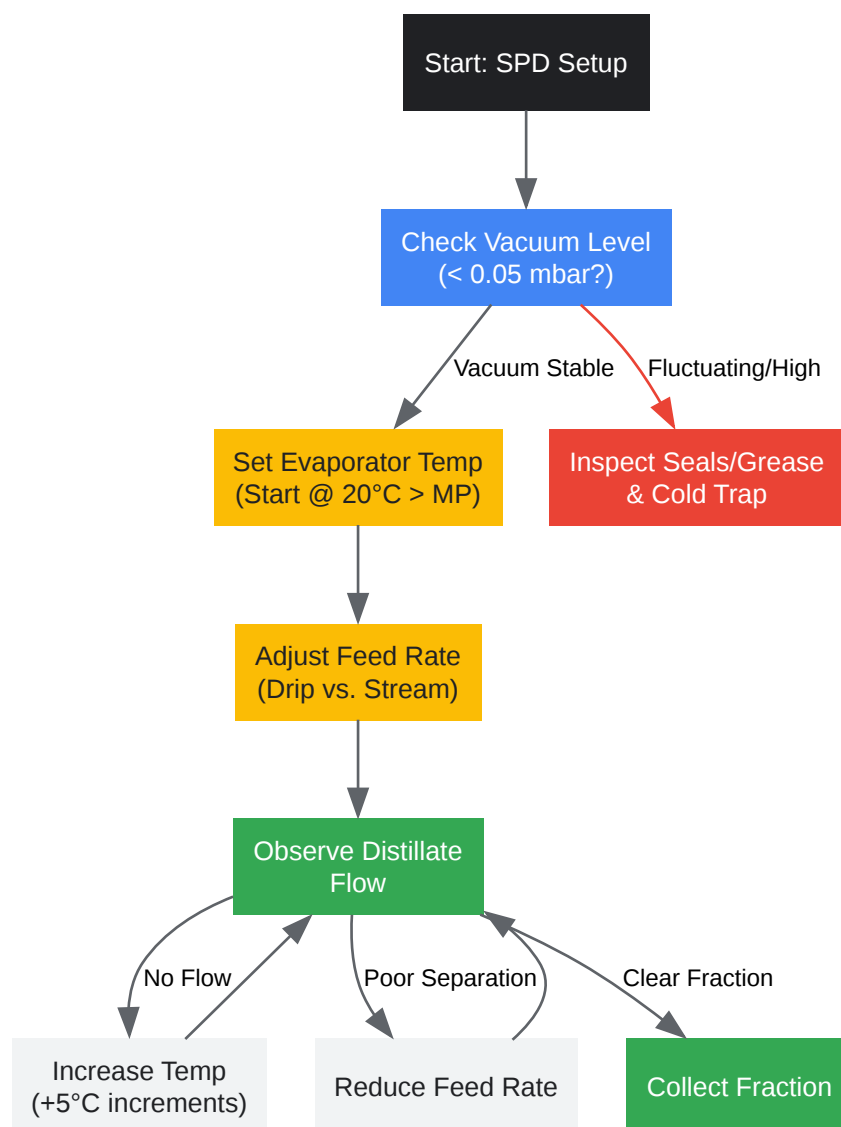 Start: SPD Setup
Check Vacuum Level
(< 0.05 mbar?)
Vacuum Stable
Fluctuating/High
Set Evaporator Temp
(Start @ 20°C > MP)
Inspect Seals/Grease
& Cold Trap
Adjust Feed Rate
(Drip vs. Stream)
Observe Distillate
Flow
No Flow
Poor Separation
Clear Fraction
Increase Temp
(+5°C increments)
Reduce Feed Rate
Collect Fraction